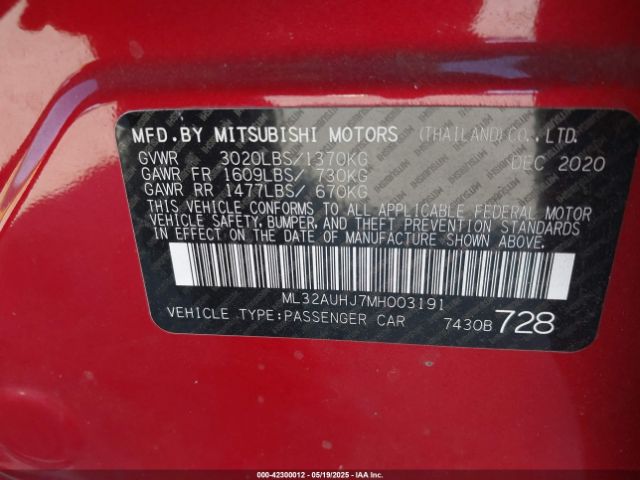 MFD.BY MITSUBISHI MOTORS (THAILAND) CO., LTD.
GVWR 3020LBS/1370KG DEC 2020
GAWR FR 1609LBS/ 730KG
GAWR RR 1477LBS/ 670KG
THIS VEHICLE CONFORMS TO ALL APPLICABLE FEDERAL MOTOR
VEHICLE SAFETY, BUMPER, AND THEFT PREVENTION STANDARDS
IN EFFECT ON THE DATE OF MANUFACTURE SHOWN ABOVE.
ML32AUHJ7MH003191
VEHICLE TYPE:PASSENGER CAR 7430B 728
000-42300012 - 05/19/2025 - IAAI.com